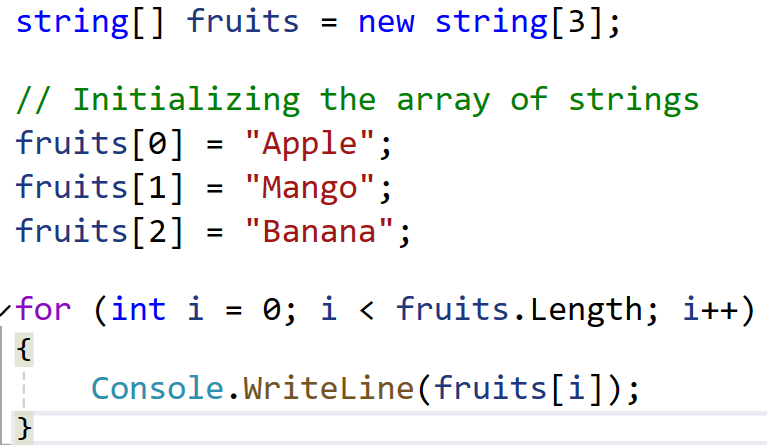 string[] fruits = new string[3];
// Initializing the array of strings
fruits[0] = "Apple";
fruits[1] = "Mango";
fruits[2] = "Banana";
for (int i = 0; i < fruits.Length; i++)
{
    Console.WriteLine(fruits[i]);
}